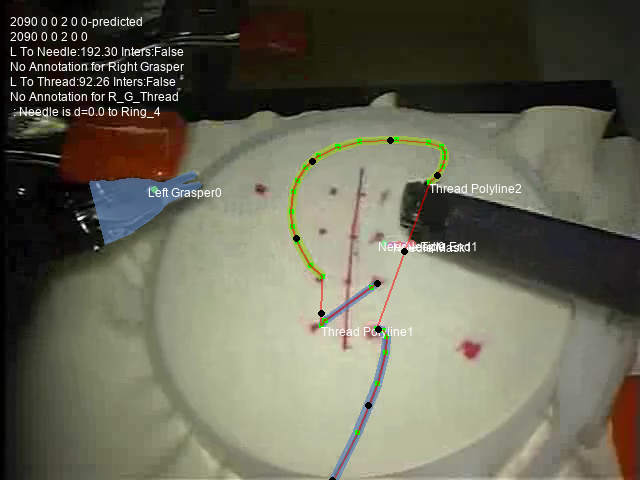 2090 0 0 2 0 0-predicted
2090 0 0 2 0 0
L To Needle:192.30 Inters:False
No Annotation for Right Grasper
L To Thread:92.26 Inters:False
No Annotation for R_G_Thread
: Needle is d=0.0 to Ring_4
Left Grasper0
Thread Polyline2
Thread Polyline1